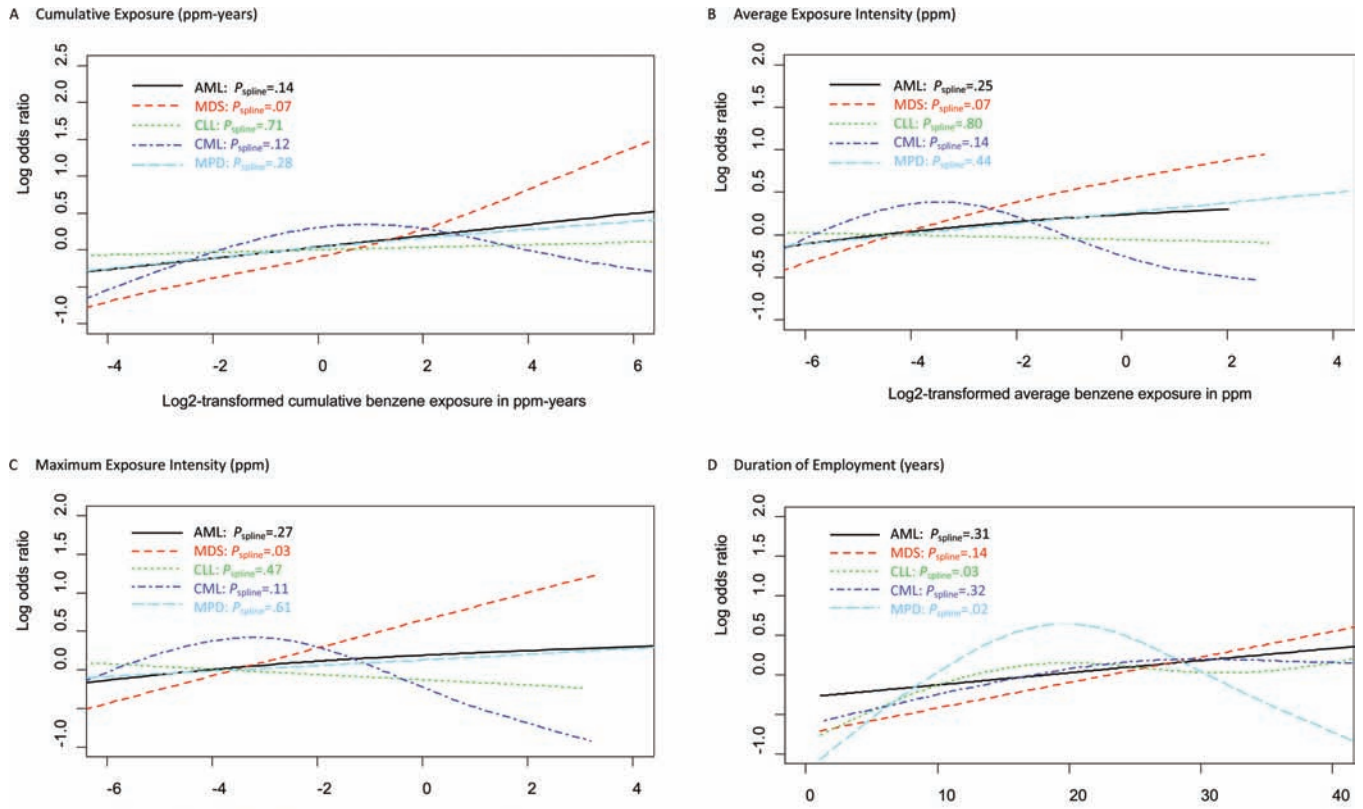 A Cumulative Exposure (ppm-years)
Log odds ratio
2.5
2.0
1.5
1.0
0.5
0.0
-1.0
AML: Pspline=.14
MDS: Pspline=.07
CLL: Pspline=.71
CML: Pspline=.12
MPD: Pspline=.28
-4 -2 0 2 4 6
Log2-transformed cumulative benzene exposure in ppm-years
B Average Exposure Intensity (ppm)
Log odds ratio
2.0
1.5
1.0
0.5
0.0
-0.5
-1.0
AML: Pspline=.25
MDS: Pspline=.07
CLL: Pspline=.80
CML: Pspline=.14
MPD: Pspline=.44
-6 -4 -2 0 2 4
Log2-transformed average benzene exposure in ppm
C Maximum Exposure Intensity (ppm)
Log odds ratio
2.0
1.5
1.0
0.5
0.0
-1.0
AML: Pspline=.27
MDS: Pspline=.03
CLL: Pspline=.47
CML: Pspline=.11
MPD: Pspline=.61
-6 -4 -2 0 2 4
D Duration of Employment (years)
Log odds ratio
2.0
1.5
1.0
0.5
0.0
-1.0
AML: Pspline=.31
MDS: Pspline=.14
CLL: Pspline=.03
CML: Pspline=.32
MPD: Pspline=.02
0 10 20 30 40